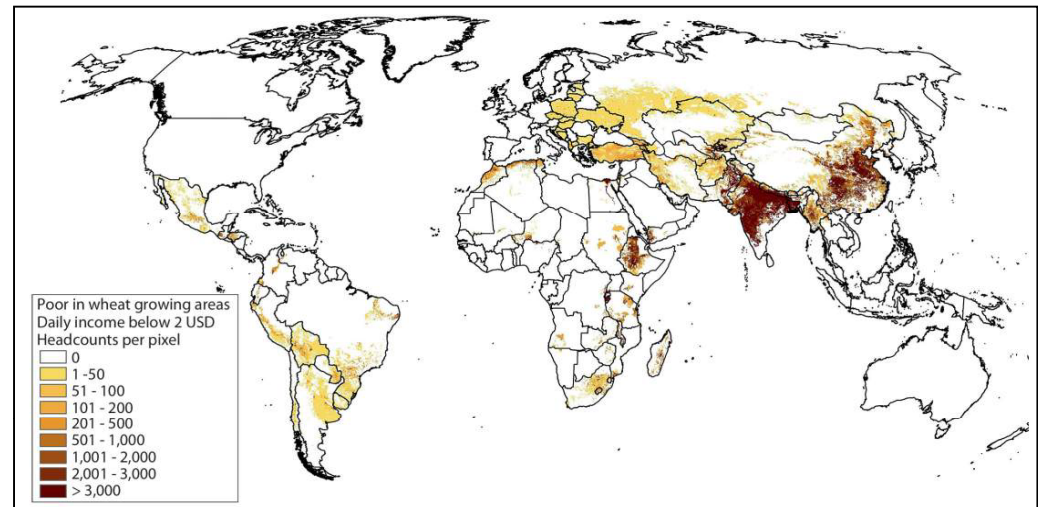 Poor in wheat growing areas
Daily income below 2 USD
Headcounts per pixel
0
1 -50
51 - 100
101 - 200
201 - 500
501 - 1,000
1,001 - 2,000
2,001 - 3,000
> 3,000